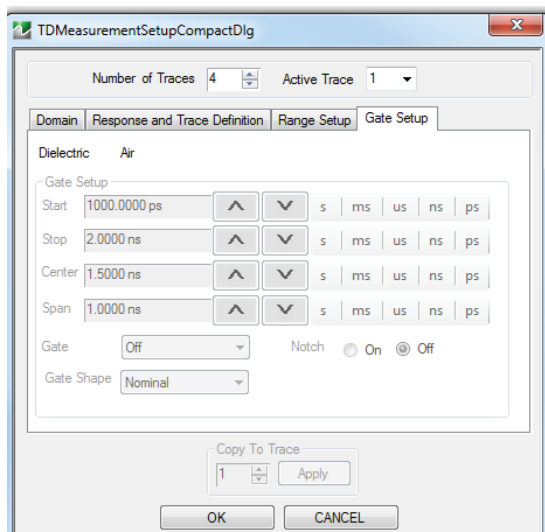 TDMeasurementSetupCompactDlg
Number of Traces 4 Active Trace 1
Domain Response and Trace Definition Range Setup Gate Setup
Dielectric Air
Gate Setup
Start 1000.0000 ps s ms us ns ps
Stop 2.0000 ns s ms us ns ps
Center 1.5000 ns s ms us ns ps
Span 1.0000 ns s ms us ns ps
Gate Off Notch On Off
Gate Shape Nominal
Copy To Trace
1 Apply
OK CANCEL